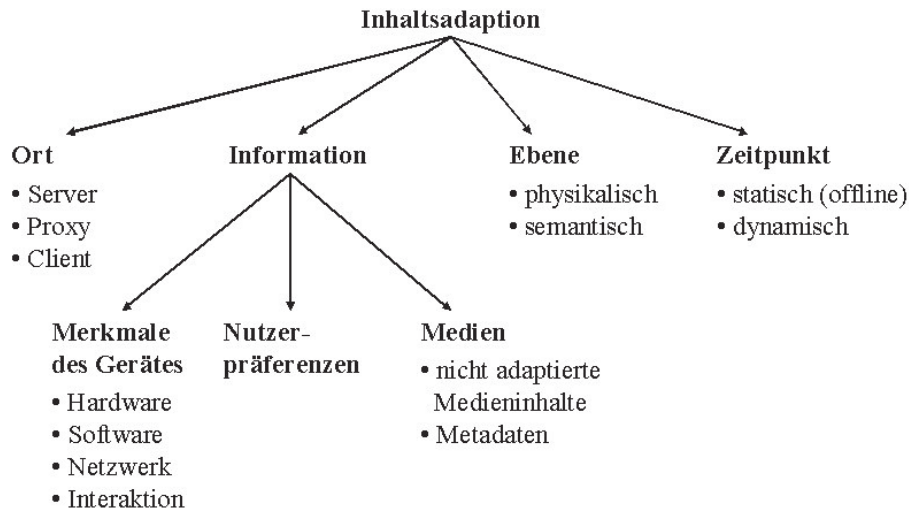 Inhaltsadaption
Ort
• Server
• Proxy
• Client
Information
Ebene
• physikalisch
• semantisch
Zeitpunkt
• statisch (offline)
• dynamisch
Merkmale
des Gerätes
• Hardware
• Software
• Netzwerk
• Interaktion
Nutzer-
präferenzen
Medien
• nicht adaptierte
Medieninhalte
• Metadaten